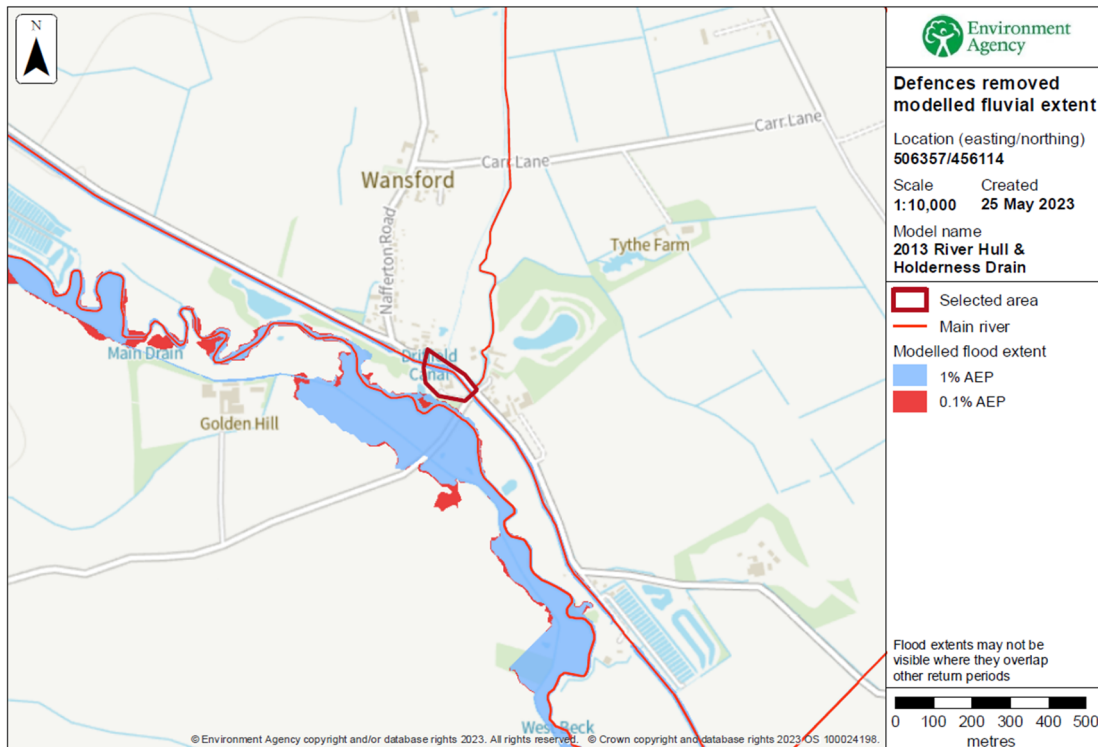 N
Carr Lane
Carr Lane
Wansford
Nafferton Road
Tythe Farm
Main Drain
Driffield
Canal
Golden Hill
West Beck
© Environment Agency copyright and/or database rights 2023. All rights reserved. © Crown copyright and database rights 2023 OS 100024198.
Environment
Agency
Defences removed
modelled fluvial extent
Location (easting/northing)
506357/456114
Scale Created
1:10,000 25 May 2023
Model name
2013 River Hull &
Holderness Drain
Selected area
Main river
Modelled flood extent
1% AEP
0.1% AEP
Flood extents may not be
visible where they overlap
other return periods
0 100 200 300 400 500
metres